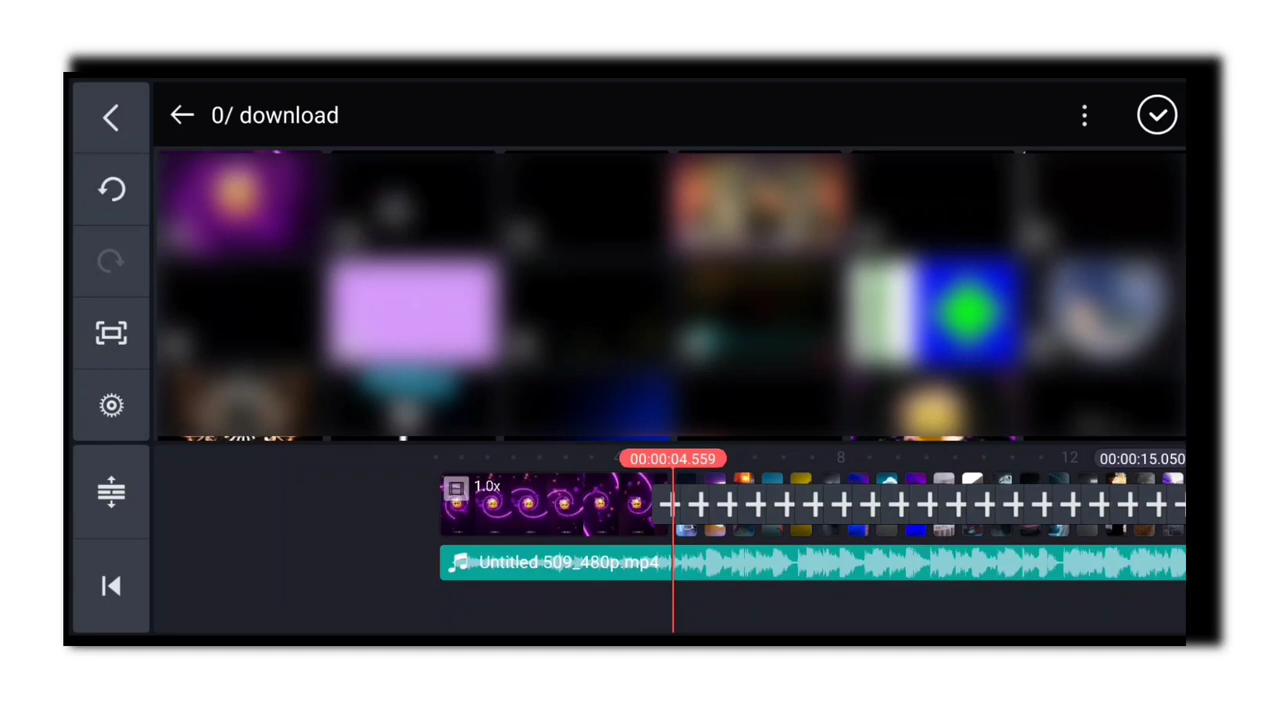 0/ download
00:00:04.559
8
12
00:00:15.050
1.0x
Untitled 509_480p.mp4